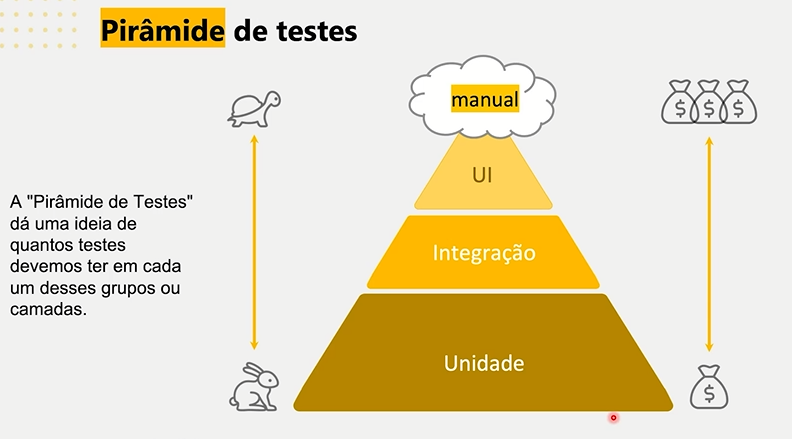 Pirâmide de testes
manual
UI
A "Pirâmide de Testes"
dá uma ideia de
quantos testes
devemos ter em cada
um desses grupos ou
camadas.
Integração
Unidade
$ $ $
$